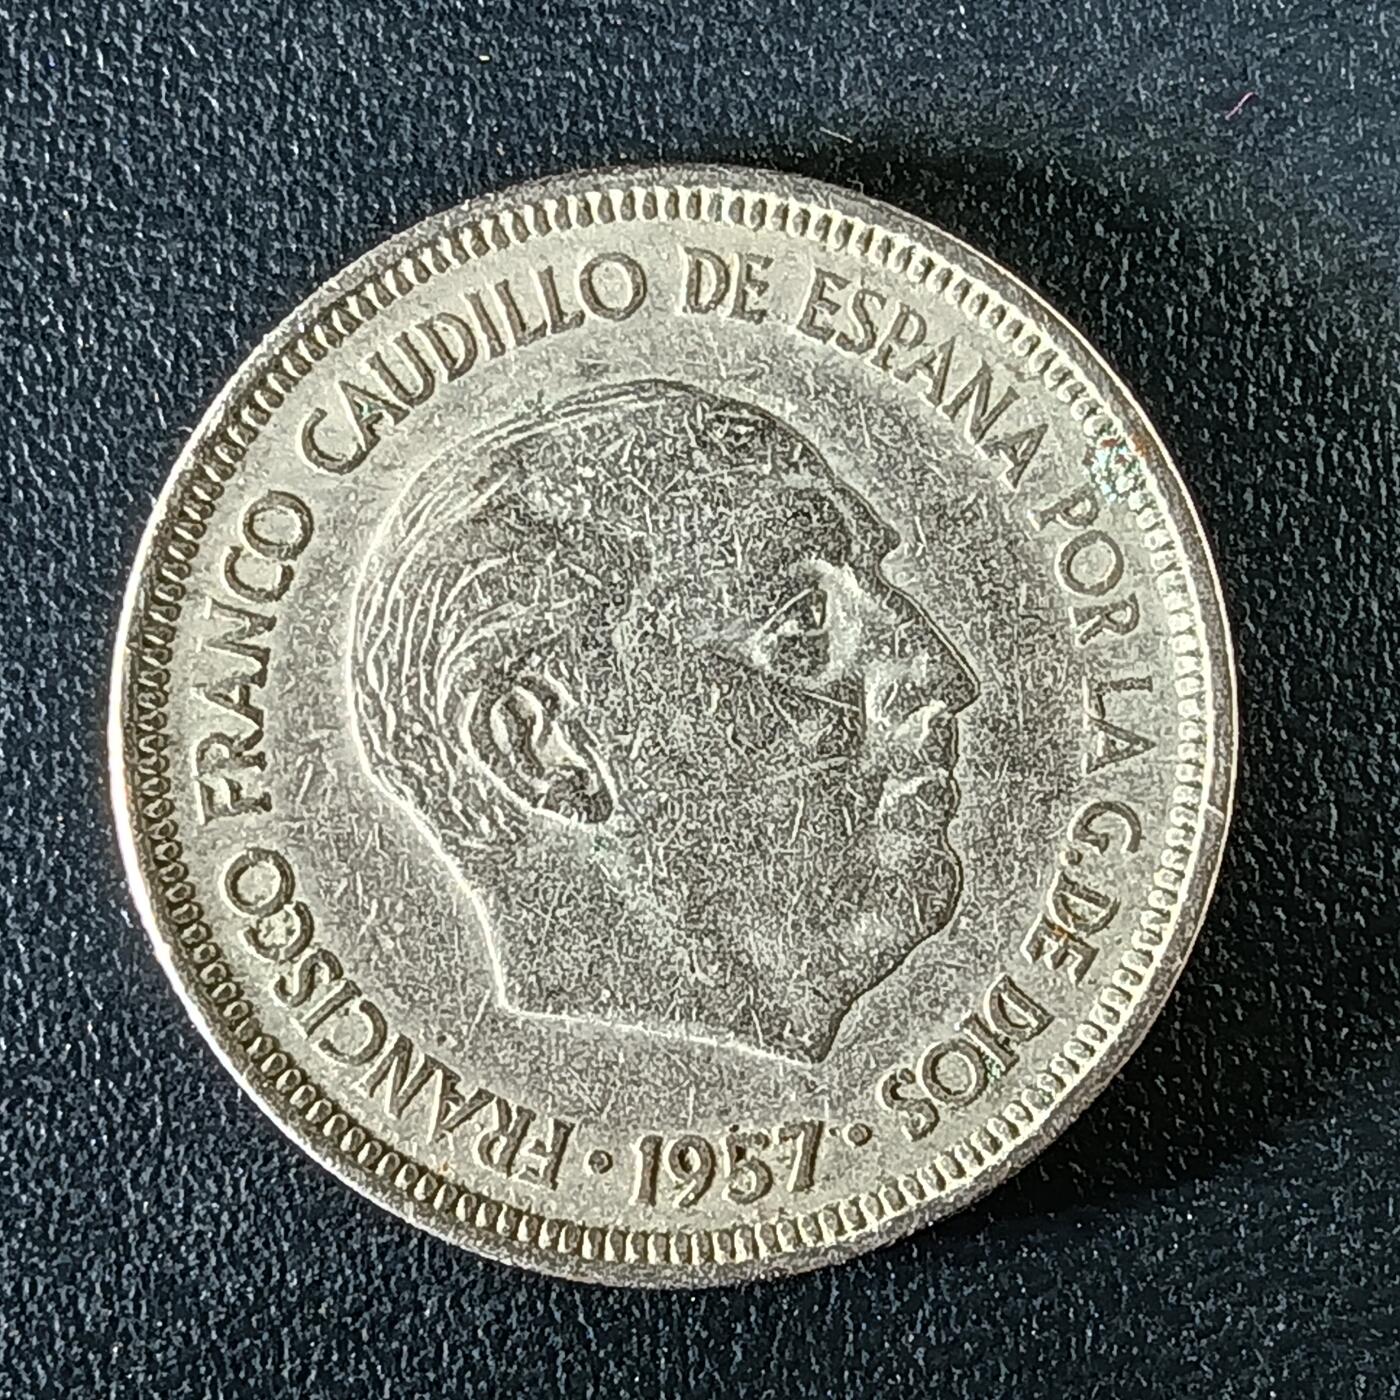 FRANCISCO FRANCO CAUDILLO DE ESPAÑA POR LA G. DE DIOS
· 1957 ·